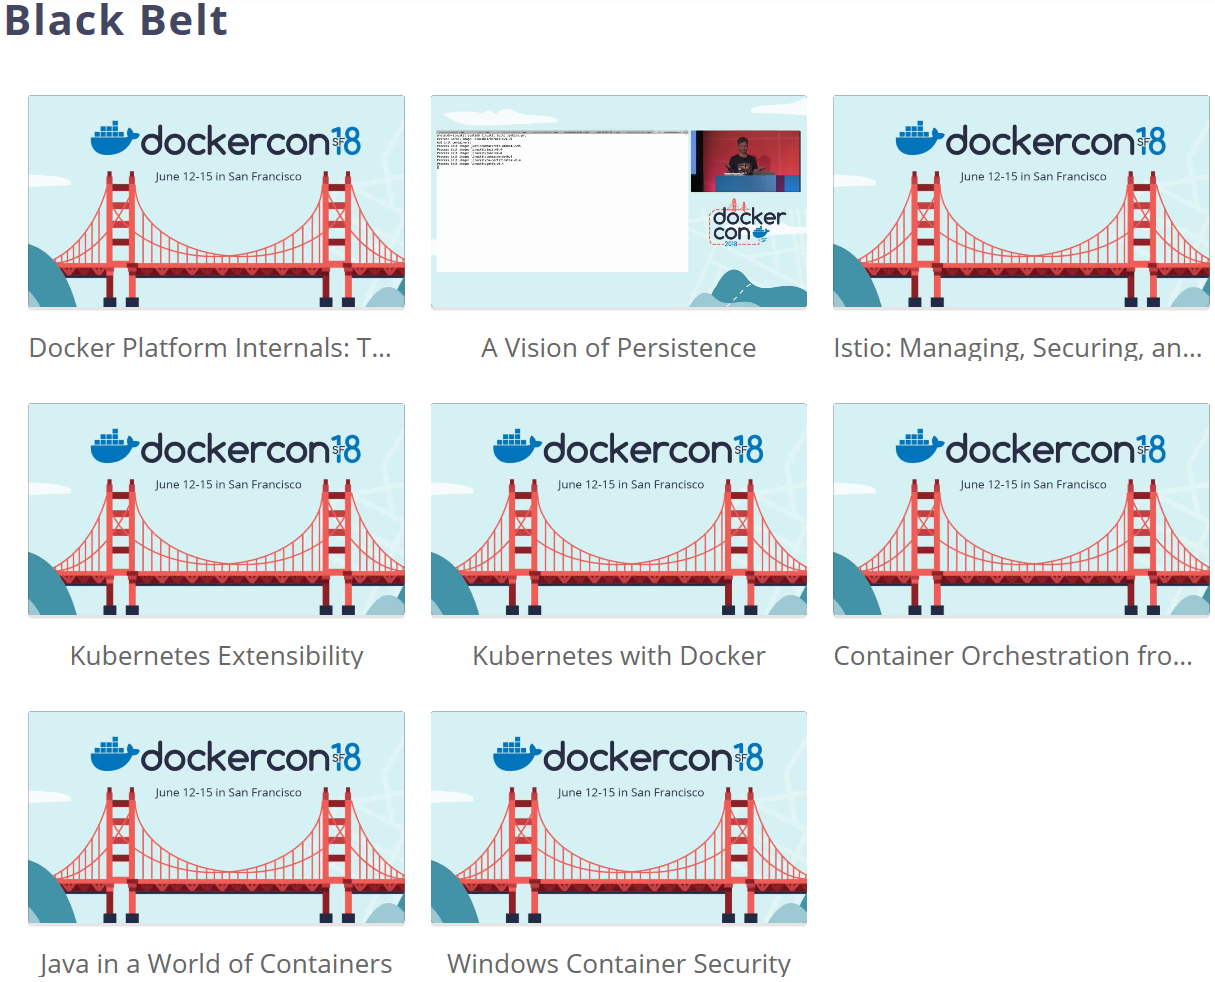 Black Belt
dockercon SF 18
June 12-15 in San Francisco
docker
con
2018 SF
dockercon SF 18
June 12-15 in San Francisco
Docker Platform Internals: T...
A Vision of Persistence
Istio: Managing, Securing, an...
dockercon SF 18
June 12-15 in San Francisco
dockercon SF 18
June 12-15 in San Francisco
dockercon SF 18
June 12-15 in San Francisco
Kubernetes Extensibility
Kubernetes with Docker
Container Orchestration fro...
dockercon SF 18
June 12-15 in San Francisco
dockercon SF 18
June 12-15 in San Francisco
Java in a World of Containers
Windows Container Security